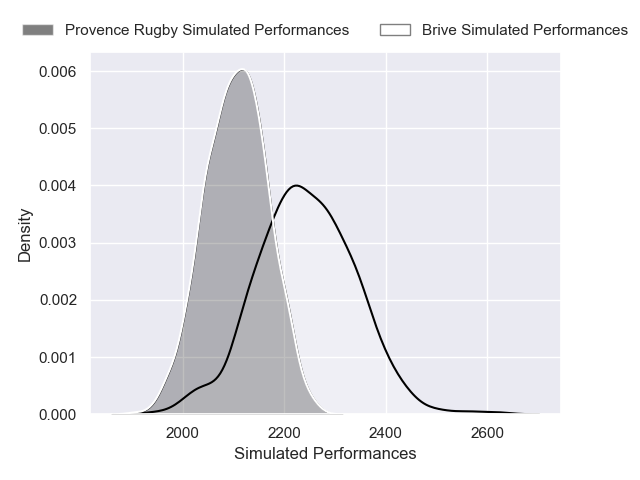 Provence Rugby Simulated Performances
Brive Simulated Performances
0.006
0.005
0.004
0.003
0.002
0.001
0.000
Density
2000
2200
2400
2600
Simulated Performances